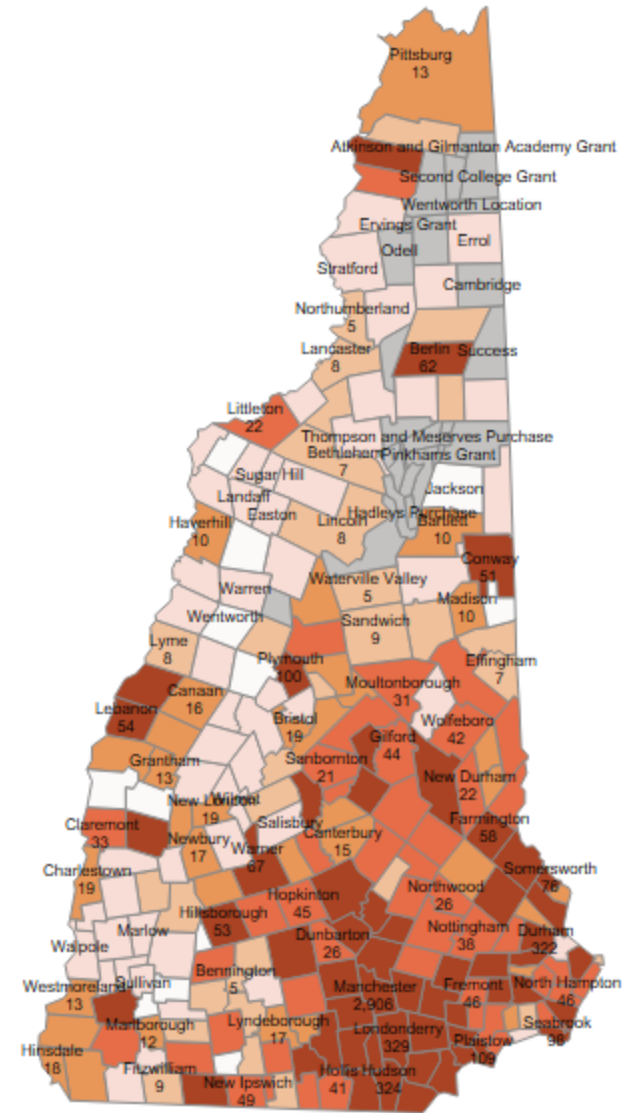 Pittsburg
13
Atkinson and Gilmanton Academy Grant
Second College Grant
Wentworth Location
Ervings Grant
Errol
Odell
Stratford
Cambridge
Northumberland
5
Lancaster
8
Berlin
62
Success
Littleton
22
Thompson and Meserves Purchase
Bethlehem
7
Pinkhams Grant
Sugar Hill
Jackson
Landaff
Easton
Hadleys Purchase
Haverhill
10
Lincoln
8
Bartlett
10
Conway
51
Waterville Valley
5
Warren
Madison
10
Wentworth
Sandwich
9
Lyme
8
Plymouth
100
Effingham
7
Canaan
16
Moultonborough
31
Lebanon
54
Bristol
19
Wolfeboro
42
Gilford
44
Grantham
13
Sanbornton
21
New Durham
22
New London
19
Wilmot
Claremont
33
Salisbury
Canterbury
15
Farmington
58
Newbury
17
Warner
67
Charlestown
19
Somersworth
76
Northwood
26
Hopkinton
45
Hillsborough
53
Marlow
Walpole
Dunbarton
26
Nottingham
38
Durham
322
Bennington
5
Sullivan
Westmoreland
13
Manchester
2,906
Fremont
46
North Hampton
46
Marlborough
12
Lyndeborough
17
Londonderry
329
Seabrook
98
Plaistow
109
Hinsdale
18
Fitzwilliam
9
New Ipswich
49
Hollis
41
Hudson
324